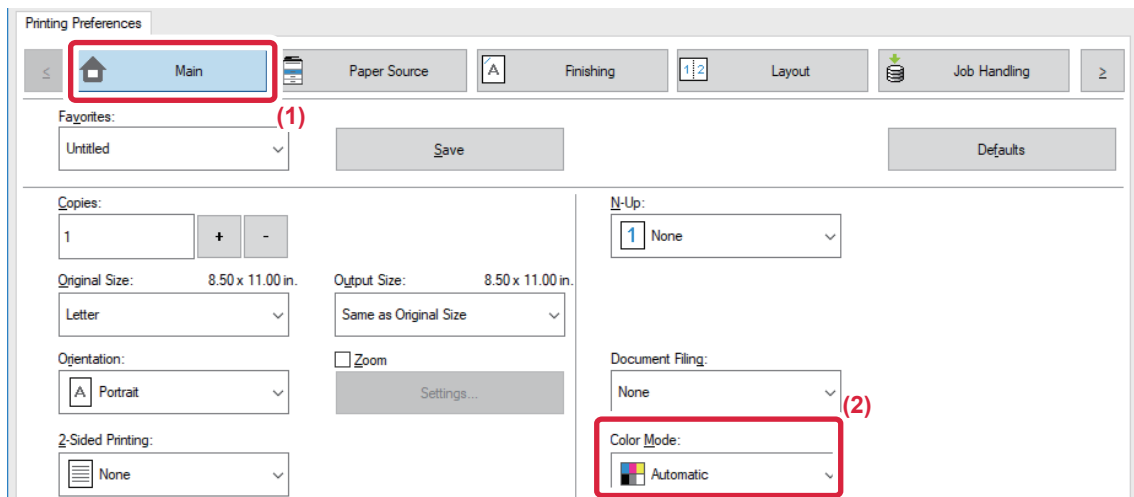 Printing Preferences
≤ Main Paper Source A Finishing 1 2 Layout Job Handling ≥
(1)
Favorites:
Untitled Save Defaults
Copies: N-Up:
1 + - 1 None
Original Size: 8.50 x 11.00 in. Output Size: 8.50 x 11.00 in.
Letter Same as Original Size
Orientation: Zoom Document Filing:
A Portrait Settings... None
(2)
2-Sided Printing: Color Mode:
None Automatic